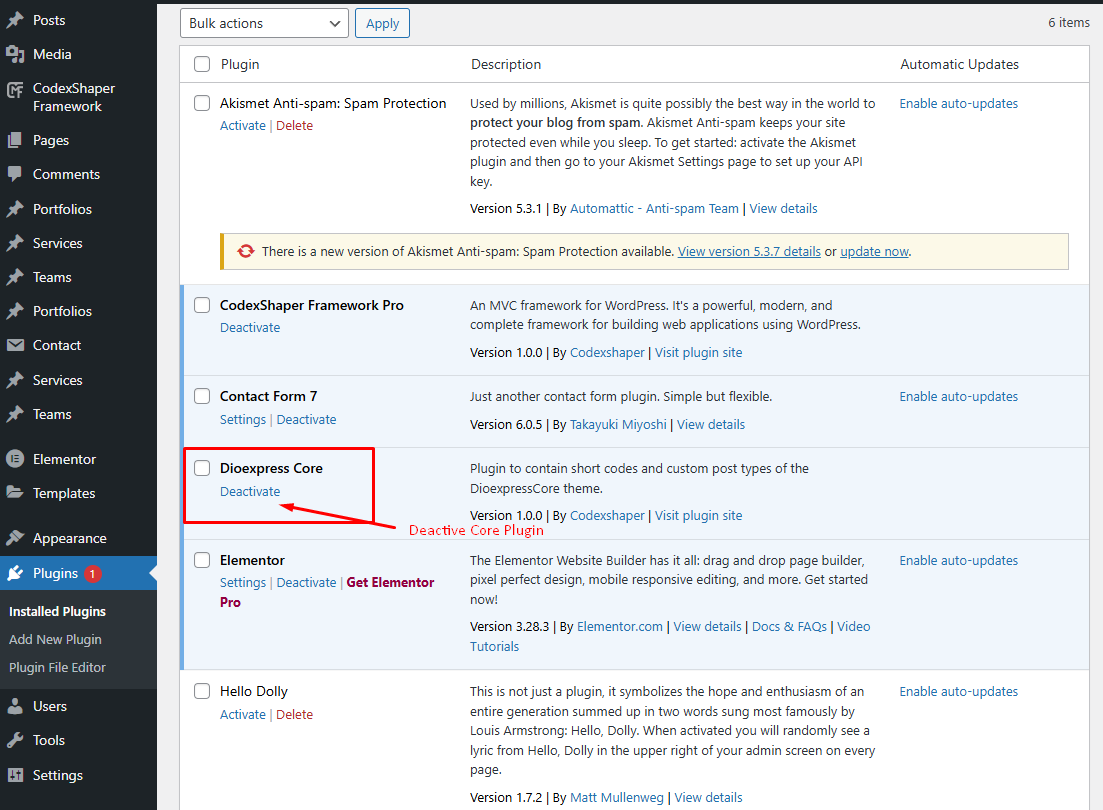 Posts
Media
CodexShaper
Framework
Pages
Comments
Portfolios
Services
Teams
Portfolios
Contact
Services
Teams
Elementor
Templates
Appearance
Plugins 1
Installed Plugins
Add New Plugin
Plugin File Editor
Users
Tools
Settings
Bulk actions
Apply
6 items
Plugin
Description
Automatic Updates
Akismet Anti-spam: Spam Protection
Activate | Delete
Used by millions, Akismet is quite possibly the best way in the world to
protect your blog from spam. Akismet Anti-spam keeps your site
protected even while you sleep. To get started: activate the Akismet
plugin and then go to your Akismet Settings page to set up your API
key.
Version 5.3.1 | By Automattic - Anti-spam Team | View details
Enable auto-updates
There is a new version of Akismet Anti-spam: Spam Protection available. View version 5.3.7 details or update now.
CodexShaper Framework Pro
Deactivate
An MVC framework for WordPress. It's a powerful, modern, and
complete framework for building web applications using WordPress.
Version 1.0.0 | By Codexshaper | Visit plugin site
Contact Form 7
Settings | Deactivate
Just another contact form plugin. Simple but flexible.
Version 6.0.5 | By Takayuki Miyoshi | View details
Enable auto-updates
Dioexpress Core
Deactivate
Plugin to contain short codes and custom post types of the
DioexpressCore theme.
Version 1.0.0 | By Codexshaper | Visit plugin site
Deactive Core Plugin
Elementor
Settings | Deactivate | Get Elementor
Pro
The Elementor Website Builder has it all: drag and drop page builder,
pixel perfect design, mobile responsive editing, and more. Get started
now!
Version 3.28.3 | By Elementor.com | View details | Docs & FAQs | Video
Tutorials
Enable auto-updates
Hello Dolly
Activate | Delete
This is not just a plugin, it symbolizes the hope and enthusiasm of an
entire generation summed up in two words sung most famously by
Louis Armstrong: Hello, Dolly. When activated you will randomly see a
lyric from Hello, Dolly in the upper right of your admin screen on every
page.
Version 1.7.2 | By Matt Mullenweg | View details
Enable auto-updates